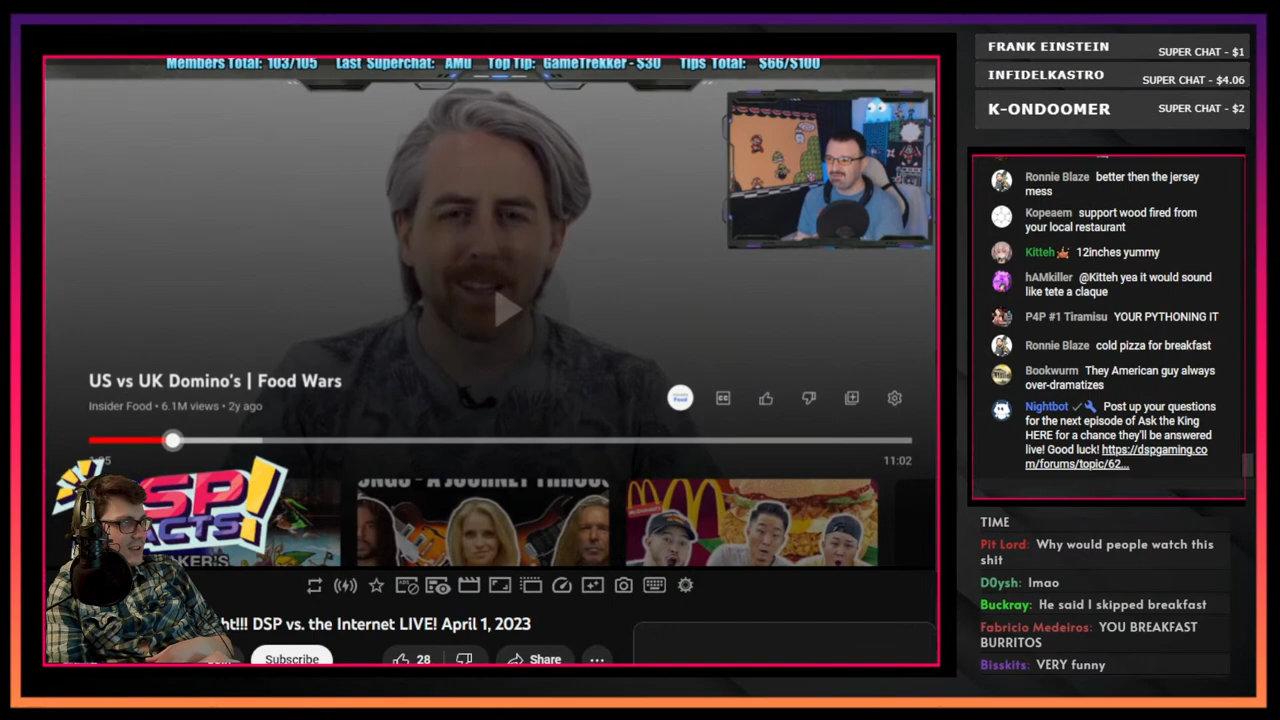 Members Total: 103/105 Last Superchat: AMU Top Tip: GameTrekker - $30 Tips Total: $66/$100
US vs UK Domino's | Food Wars
Insider Food • 6.1M views • 2y ago
CC
Insider
Food
11:02
DSP
REACTS!
McDonald's
ht!!! DSP vs. the Internet LIVE! April 1, 2023
Subscribe
28
Share
FRANK EINSTEIN SUPER CHAT - $1
INFIDELKASTRO SUPER CHAT - $4.06
K-ONDOOMER SUPER CHAT - $2
Ronnie Blaze better then the jersey
mess
Kopeaem support wood fired from
your local restaurant
Kitteh 12inches yummy
hAMkiller @Kitteh yea it would sound
like tete a claque
P4P #1 Tiramisu YOUR PYTHONING IT
Ronnie Blaze cold pizza for breakfast
Bookwurm They American guy always
over-dramatizes
Nightbot Post up your questions
for the next episode of Ask the King
HERE for a chance they'll be answered
live! Good luck! https://dspgaming.co
m/forums/topic/62...
TIME
Pit Lord: Why would people watch this
shit
D0ysh: lmao
Buckray: He said I skipped breakfast
Fabricio Medeiros: YOU BREAKFAST
BURRITOS
Bisskits: VERY funny